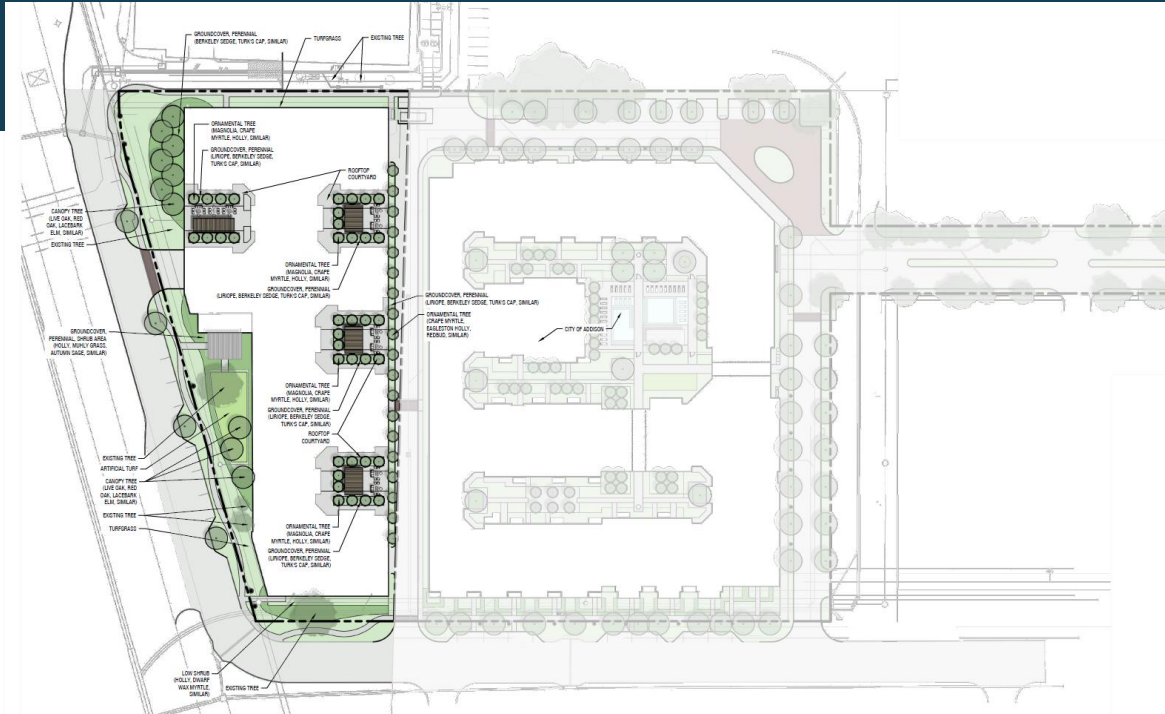 GROUNDCOVER, PERENNIAL
(BERKELEY SEDGE, TURK'S CAP, SIMILAR)
TURFGRASS
EXISTING TREE
ORNAMENTAL TREE
(MAGNOLIA, CRAPE
MYRTLE, HOLLY, SIMILAR)
GROUNDCOVER, PERENNIAL
(LIRIOPE, BERKELEY SEDGE,
TURK'S CAP, SIMILAR)
ROOFTOP
COURTYARD
CANOPY TREE
(LIVE OAK, RED
OAK, LACEBARK
ELM, SIMILAR)
EXISTING TREE
ORNAMENTAL TREE
(MAGNOLIA, CRAPE
MYRTLE, HOLLY, SIMILAR)
GROUNDCOVER, PERENNIAL
(LIRIOPE, BERKELEY SEDGE, TURK'S CAP, SIMILAR)
GROUNDCOVER, PERENNIAL
(LIRIOPE, BERKELEY SEDGE, TURK'S CAP, SIMILAR)
ORNAMENTAL TREE
(CRAPE MYRTLE,
EAGLESTON HOLLY,
REDBUD, SIMILAR)
CITY OF ADDISON
GROUNDCOVER,
PERENNIAL, SHRUB AREA
(HOLLY, MUHLY GRASS,
AUTUMN SAGE, SIMILAR)
ORNAMENTAL TREE
(MAGNOLIA, CRAPE
MYRTLE, HOLLY, SIMILAR)
GROUNDCOVER, PERENNIAL
(LIRIOPE, BERKELEY SEDGE,
TURK'S CAP, SIMILAR)
ROOFTOP
COURTYARD
EXISTING TREE
ARTIFICIAL TURF
CANOPY TREE
(LIVE OAK, RED
OAK, LACEBARK
ELM, SIMILAR)
EXISTING TREE
TURFGRASS
ORNAMENTAL TREE
(MAGNOLIA, CRAPE
MYRTLE, HOLLY, SIMILAR)
GROUNDCOVER, PERENNIAL
(LIRIOPE, BERKELEY SEDGE,
TURK'S CAP, SIMILAR)
LOW SHRUB
(HOLLY, DWARF
WAX MYRTLE,
SIMILAR)
EXISTING TREE